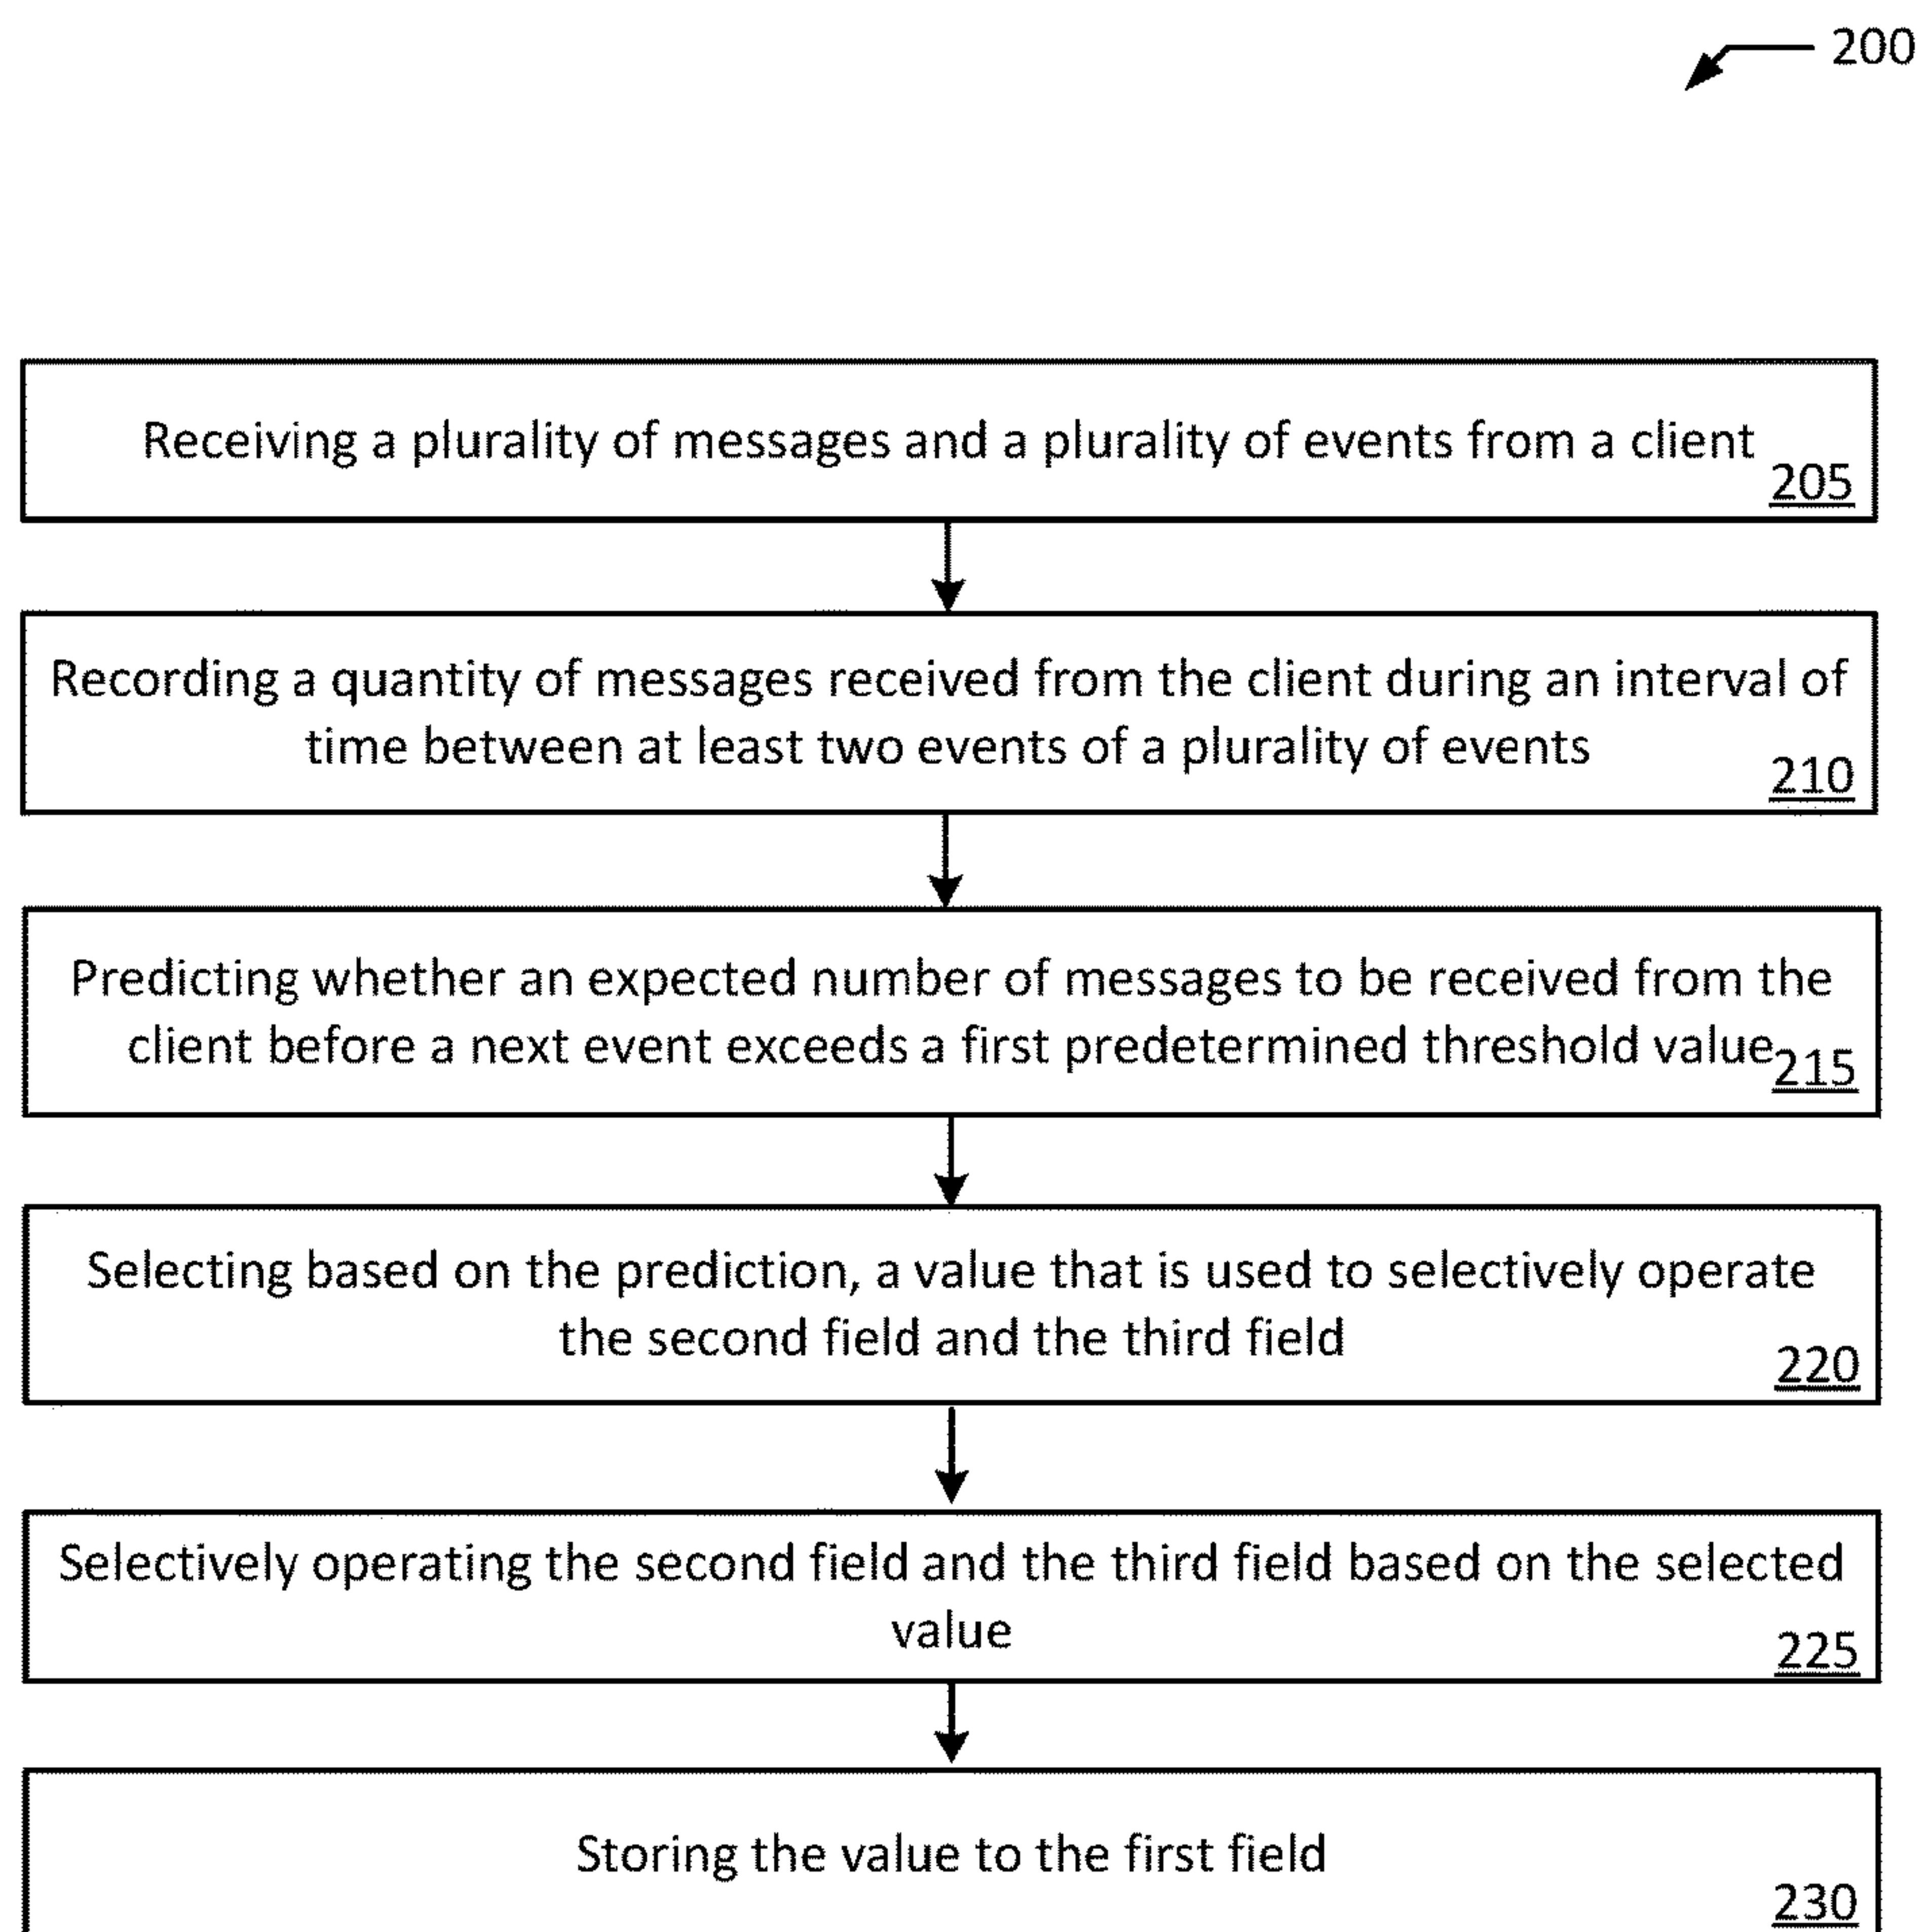 200
Receiving a plurality of messages and a plurality of events from a client
205
Recording a quantity of messages received from the client during an interval of
time between at least two events of a plurality of events
210
Predicting whether an expected number of messages to be received from the
client before a next event exceeds a first predetermined threshold value
215
Selecting based on the prediction, a value that is used to selectively operate
the second field and the third field
220
Selectively operating the second field and the third field based on the selected
value
225
Storing the value to the first field
230